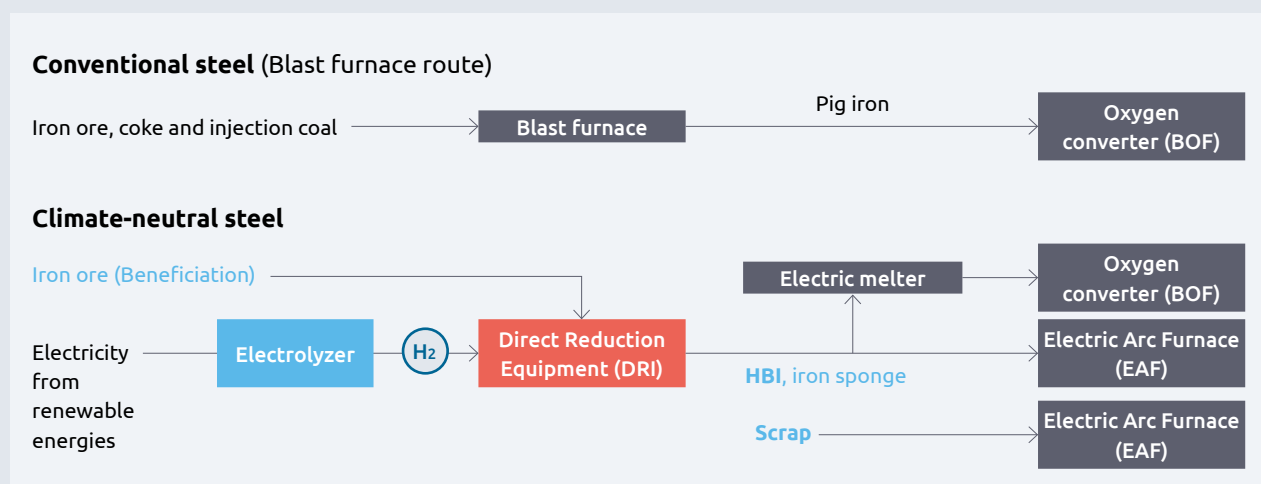 Conventional steel (Blast furnace route)
Iron ore, coke and injection coal
Blast furnace
Pig iron
Oxygen
converter (BOF)
Climate-neutral steel
Iron ore (Beneficiation)
Electric melter
Oxygen
converter (BOF)
Electricity
from
renewable
energies
Electrolyzer
H2
Direct Reduction
Equipment (DRI)
HBI, iron sponge
Electric Arc Furnace
(EAF)
Scrap
Electric Arc Furnace
(EAF)